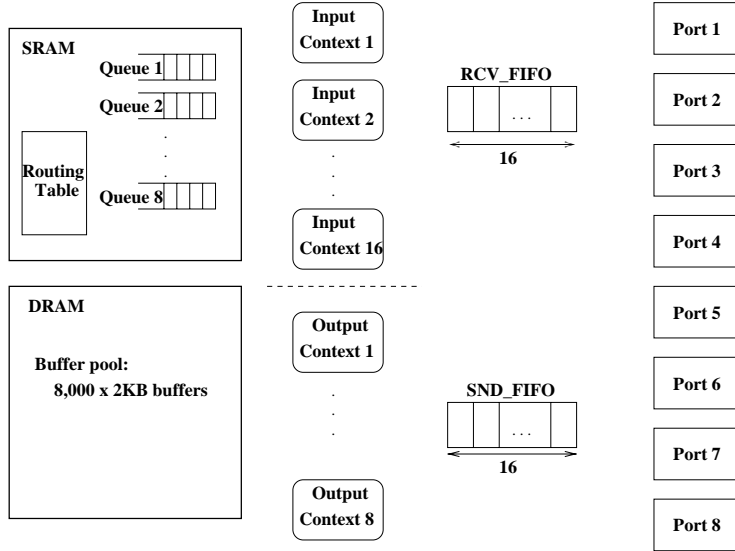 SRAM
Queue 1
Queue 2
.
.
.
Queue 8
Routing
Table
DRAM
Buffer pool:
8,000 x 2KB buffers
Input
Context 1
Input
Context 2
.
.
.
Input
Context 16
Output
Context 1
.
.
.
Output
Context 8
RCV_FIFO
. . .
16
SND_FIFO
. . .
16
Port 1
Port 2
Port 3
Port 4
Port 5
Port 6
Port 7
Port 8